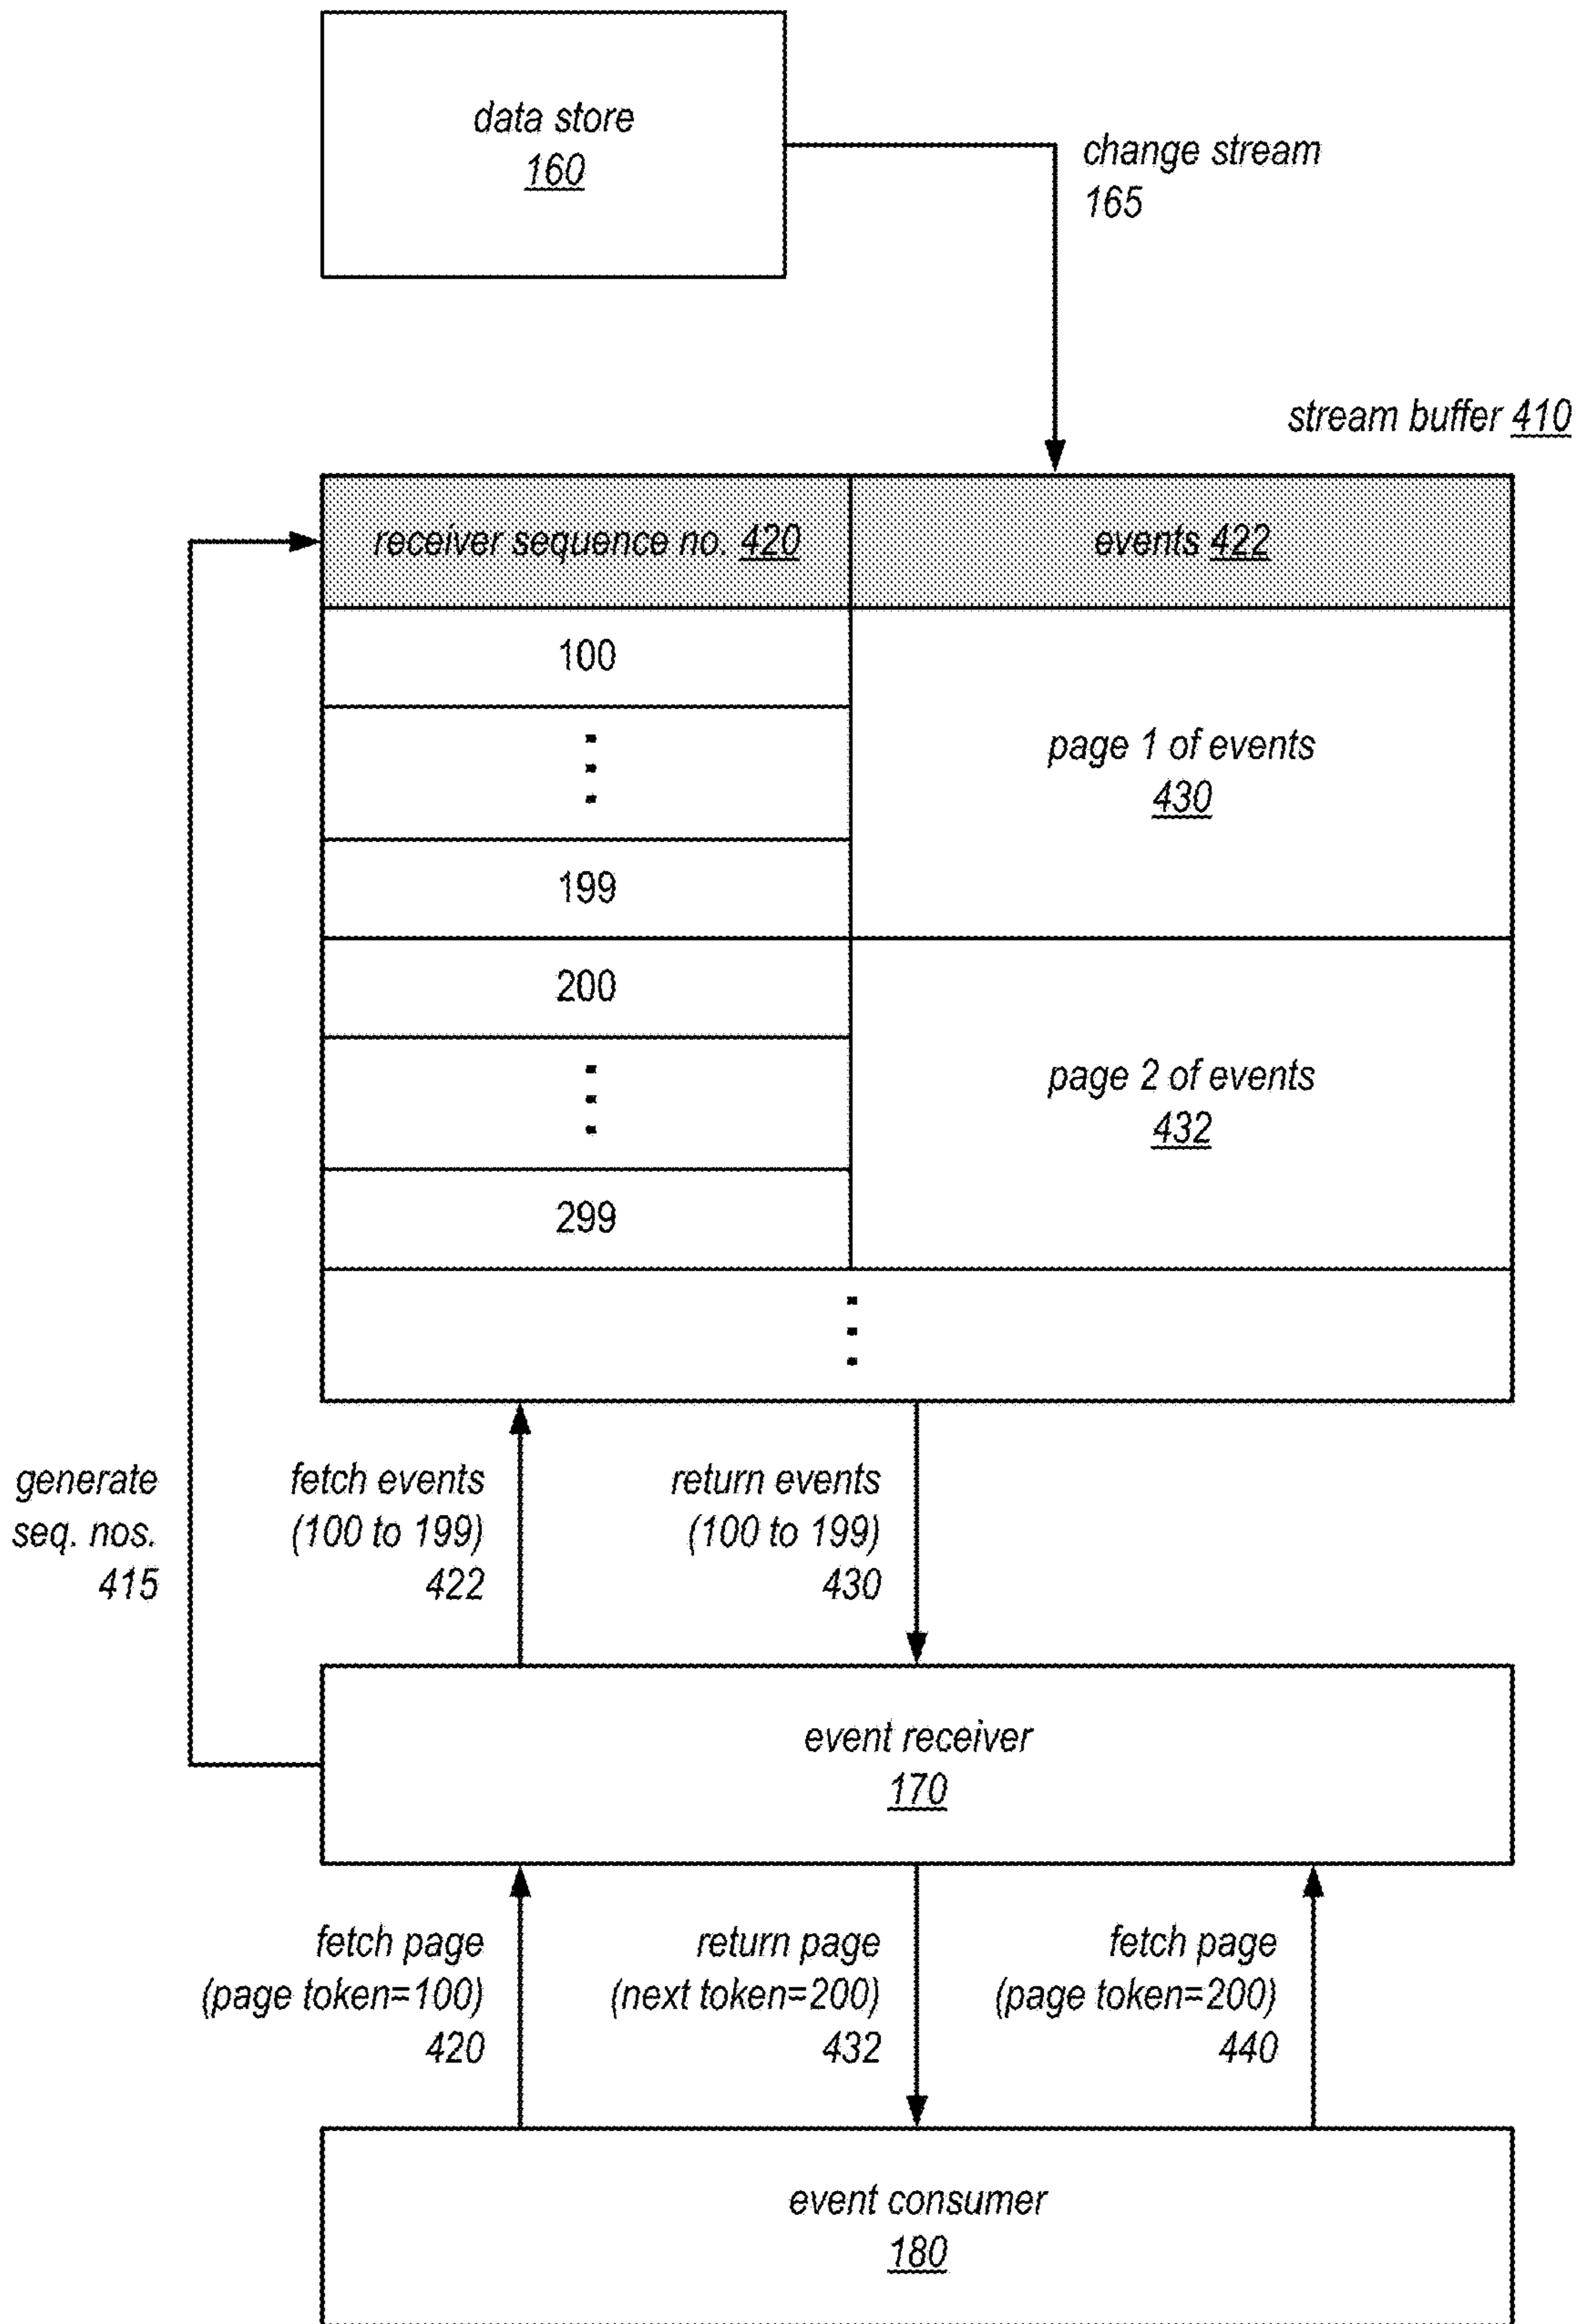 data store
160
change stream
165
stream buffer 410
receiver sequence no. 420
events 422
100
page 1 of events
430
199
200
page 2 of events
432
299
generate
seq. nos.
415
fetch events
(100 to 199)
422
return events
(100 to 199)
430
event receiver
170
fetch page
(page token=100)
420
return page
(next token=200)
432
fetch page
(page token=200)
440
event consumer
180